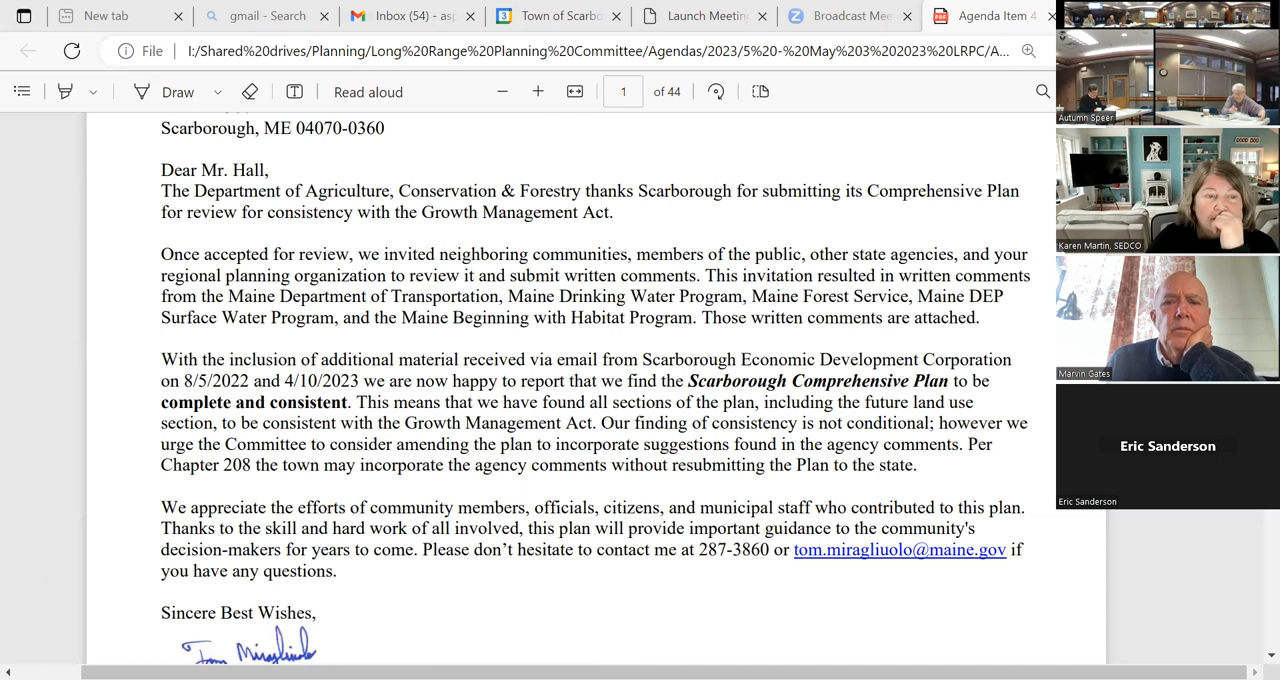 New tab
gmail - Search
Inbox (54) - asp
Town of Scarbo
Launch Meetin
Broadcast Mee
Agenda Item 4
File
I:/Shared%20drives/Planning/Long%20Range%20Planning%20Committee/Agendas/2023/5%20-%20May%203%202023%20LRPC/A...
Draw
Read aloud
1
of 44
Scarborough, ME 04070-0360
Dear Mr. Hall,
The Department of Agriculture, Conservation & Forestry thanks Scarborough for submitting its Comprehensive Plan
for review for consistency with the Growth Management Act.
Once accepted for review, we invited neighboring communities, members of the public, other state agencies, and your
regional planning organization to review it and submit written comments. This invitation resulted in written comments
from the Maine Department of Transportation, Maine Drinking Water Program, Maine Forest Service, Maine DEP
Surface Water Program, and the Maine Beginning with Habitat Program. Those written comments are attached.
With the inclusion of additional material received via email from Scarborough Economic Development Corporation
on 8/5/2022 and 4/10/2023 we are now happy to report that we find the Scarborough Comprehensive Plan to be
complete and consistent. This means that we have found all sections of the plan, including the future land use
section, to be consistent with the Growth Management Act. Our finding of consistency is not conditional; however we
urge the Committee to consider amending the plan to incorporate suggestions found in the agency comments. Per
Chapter 208 the town may incorporate the agency comments without resubmitting the Plan to the state.
We appreciate the efforts of community members, officials, citizens, and municipal staff who contributed to this plan.
Thanks to the skill and hard work of all involved, this plan will provide important guidance to the community's
decision-makers for years to come. Please don't hesitate to contact me at 287-3860 or tom.miragliuolo@maine.gov if
you have any questions.
Sincere Best Wishes,
Tom Miragliuolo
Autumn Speer
GOOD DOG
Karen Martin, SEDCO
Marvin Gates
Eric Sanderson
Eric Sanderson